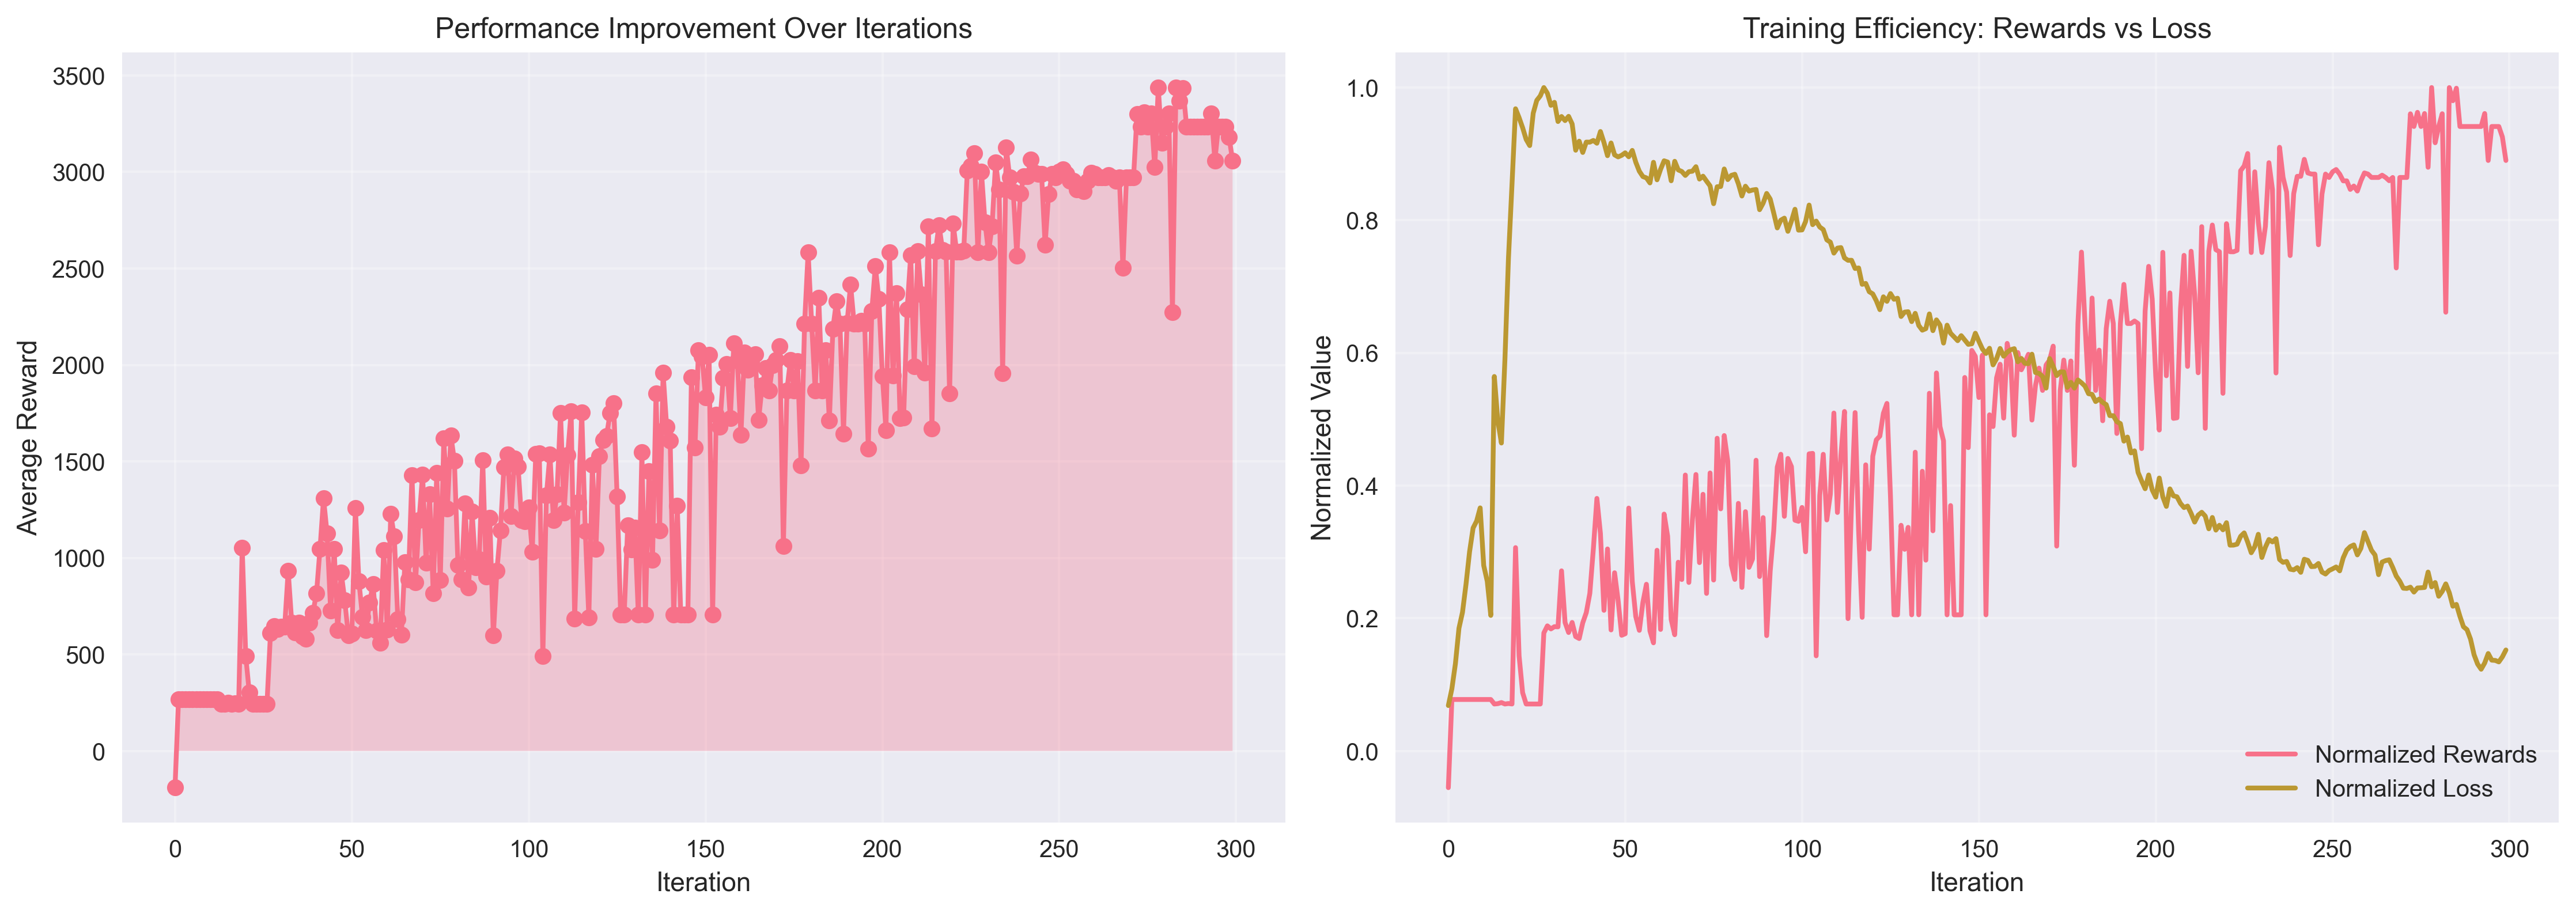 Performance Improvement Over Iterations
Average Reward
3500
3000
2500
2000
1500
1000
500
0
0 50 100 150 200 250 300
Iteration
Training Efficiency: Rewards vs Loss
Normalized Value
1.0
0.8
0.6
0.4
0.2
0.0
Normalized Rewards
Normalized Loss
0 50 100 150 200 250 300
Iteration